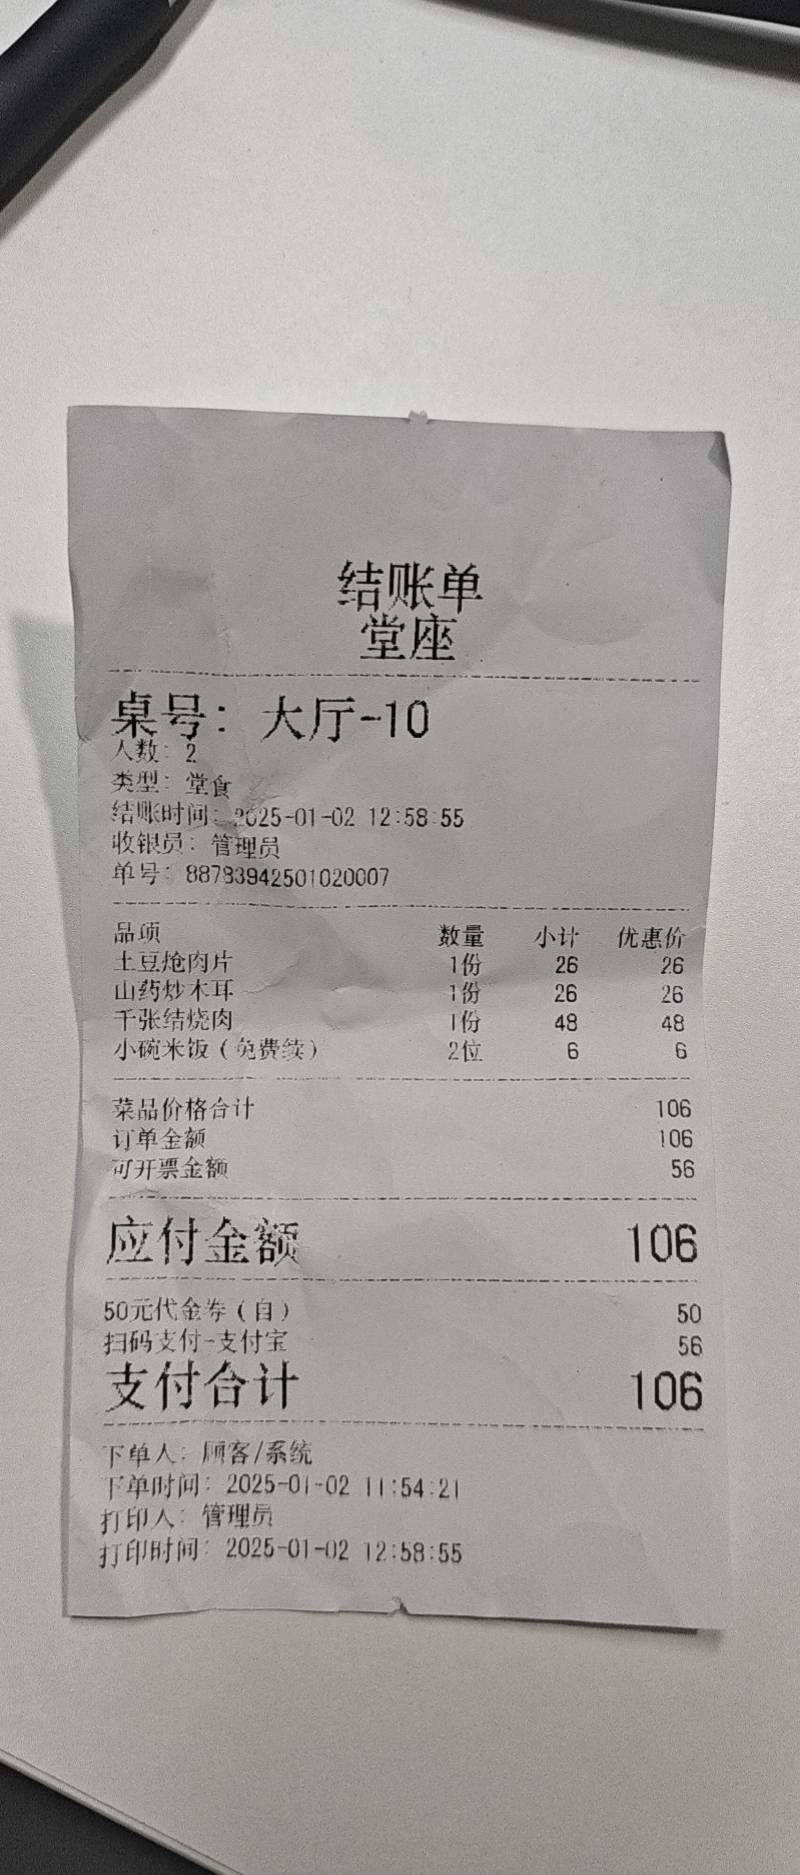 结账单
堂座
桌号: 大厅-10
人数: 2
类型: 堂食
结账时间: 2025-01-02 12:58:55
收银员: 管理员
单号: 88783942501020007
品项 数量 小计 优惠价
土豆炝肉片 1份 26 26
山药炒木耳 1份 26 26
千张结烧肉 1份 48 48
小碗米饭(免费续) 2位 6 6
菜品价格合计 106
订单金额 106
可开票金额 56
应付金额 106
50元代金券(自) 50
扫码支付-支付宝 56
支付合计 106
下单人: 顾客/系统
下单时间: 2025-01-02 11:54:21
打印人: 管理员
打印时间: 2025-01-02 12:58:55